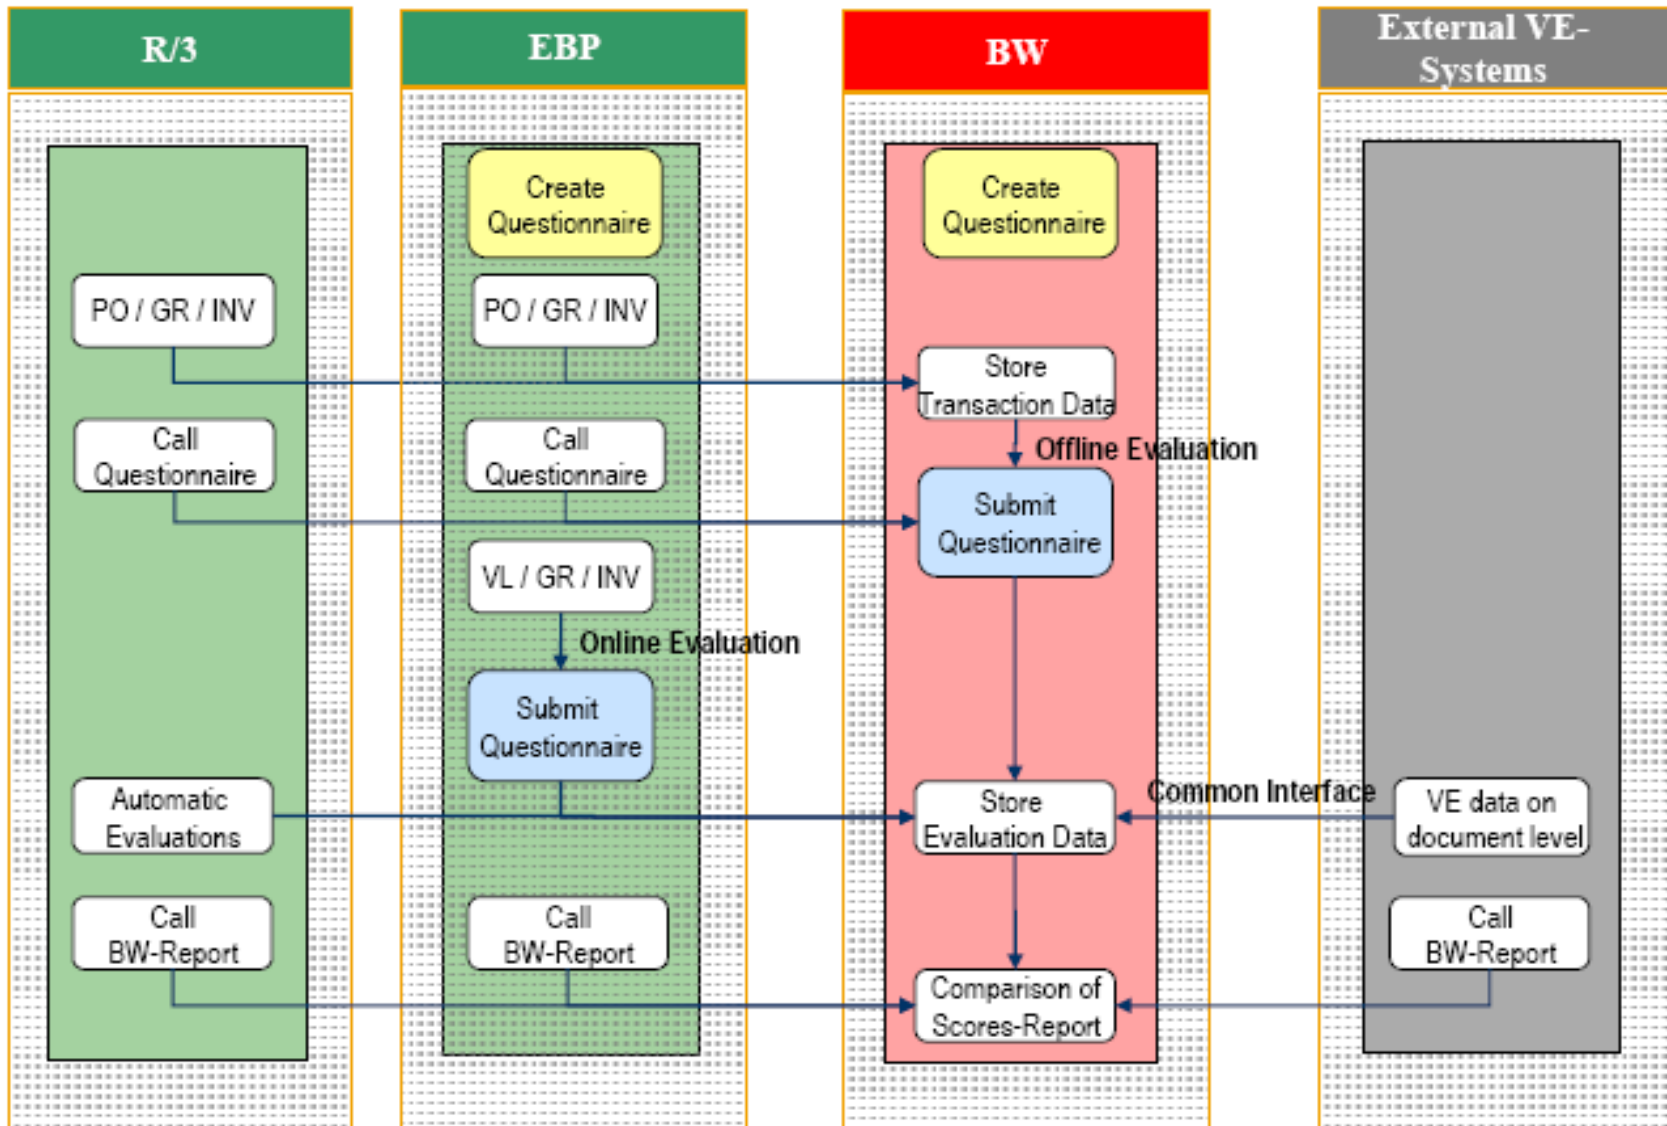 R/3
EBP
BW
External VE-
Systems
Create
Questionnaire
Create
Questionnaire
PO / GR / INV
PO / GR / INV
Store
Transaction Data
Call
Questionnaire
Call
Questionnaire
Offline Evaluation
Submit
Questionnaire
VL / GR / INV
Online Evaluation
Submit
Questionnaire
Automatic
Evaluations
Store
Evaluation Data
Common Interface
VE data on
document level
Call
BW-Report
Call
BW-Report
Comparison of
Scores-Report
Call
BW-Report